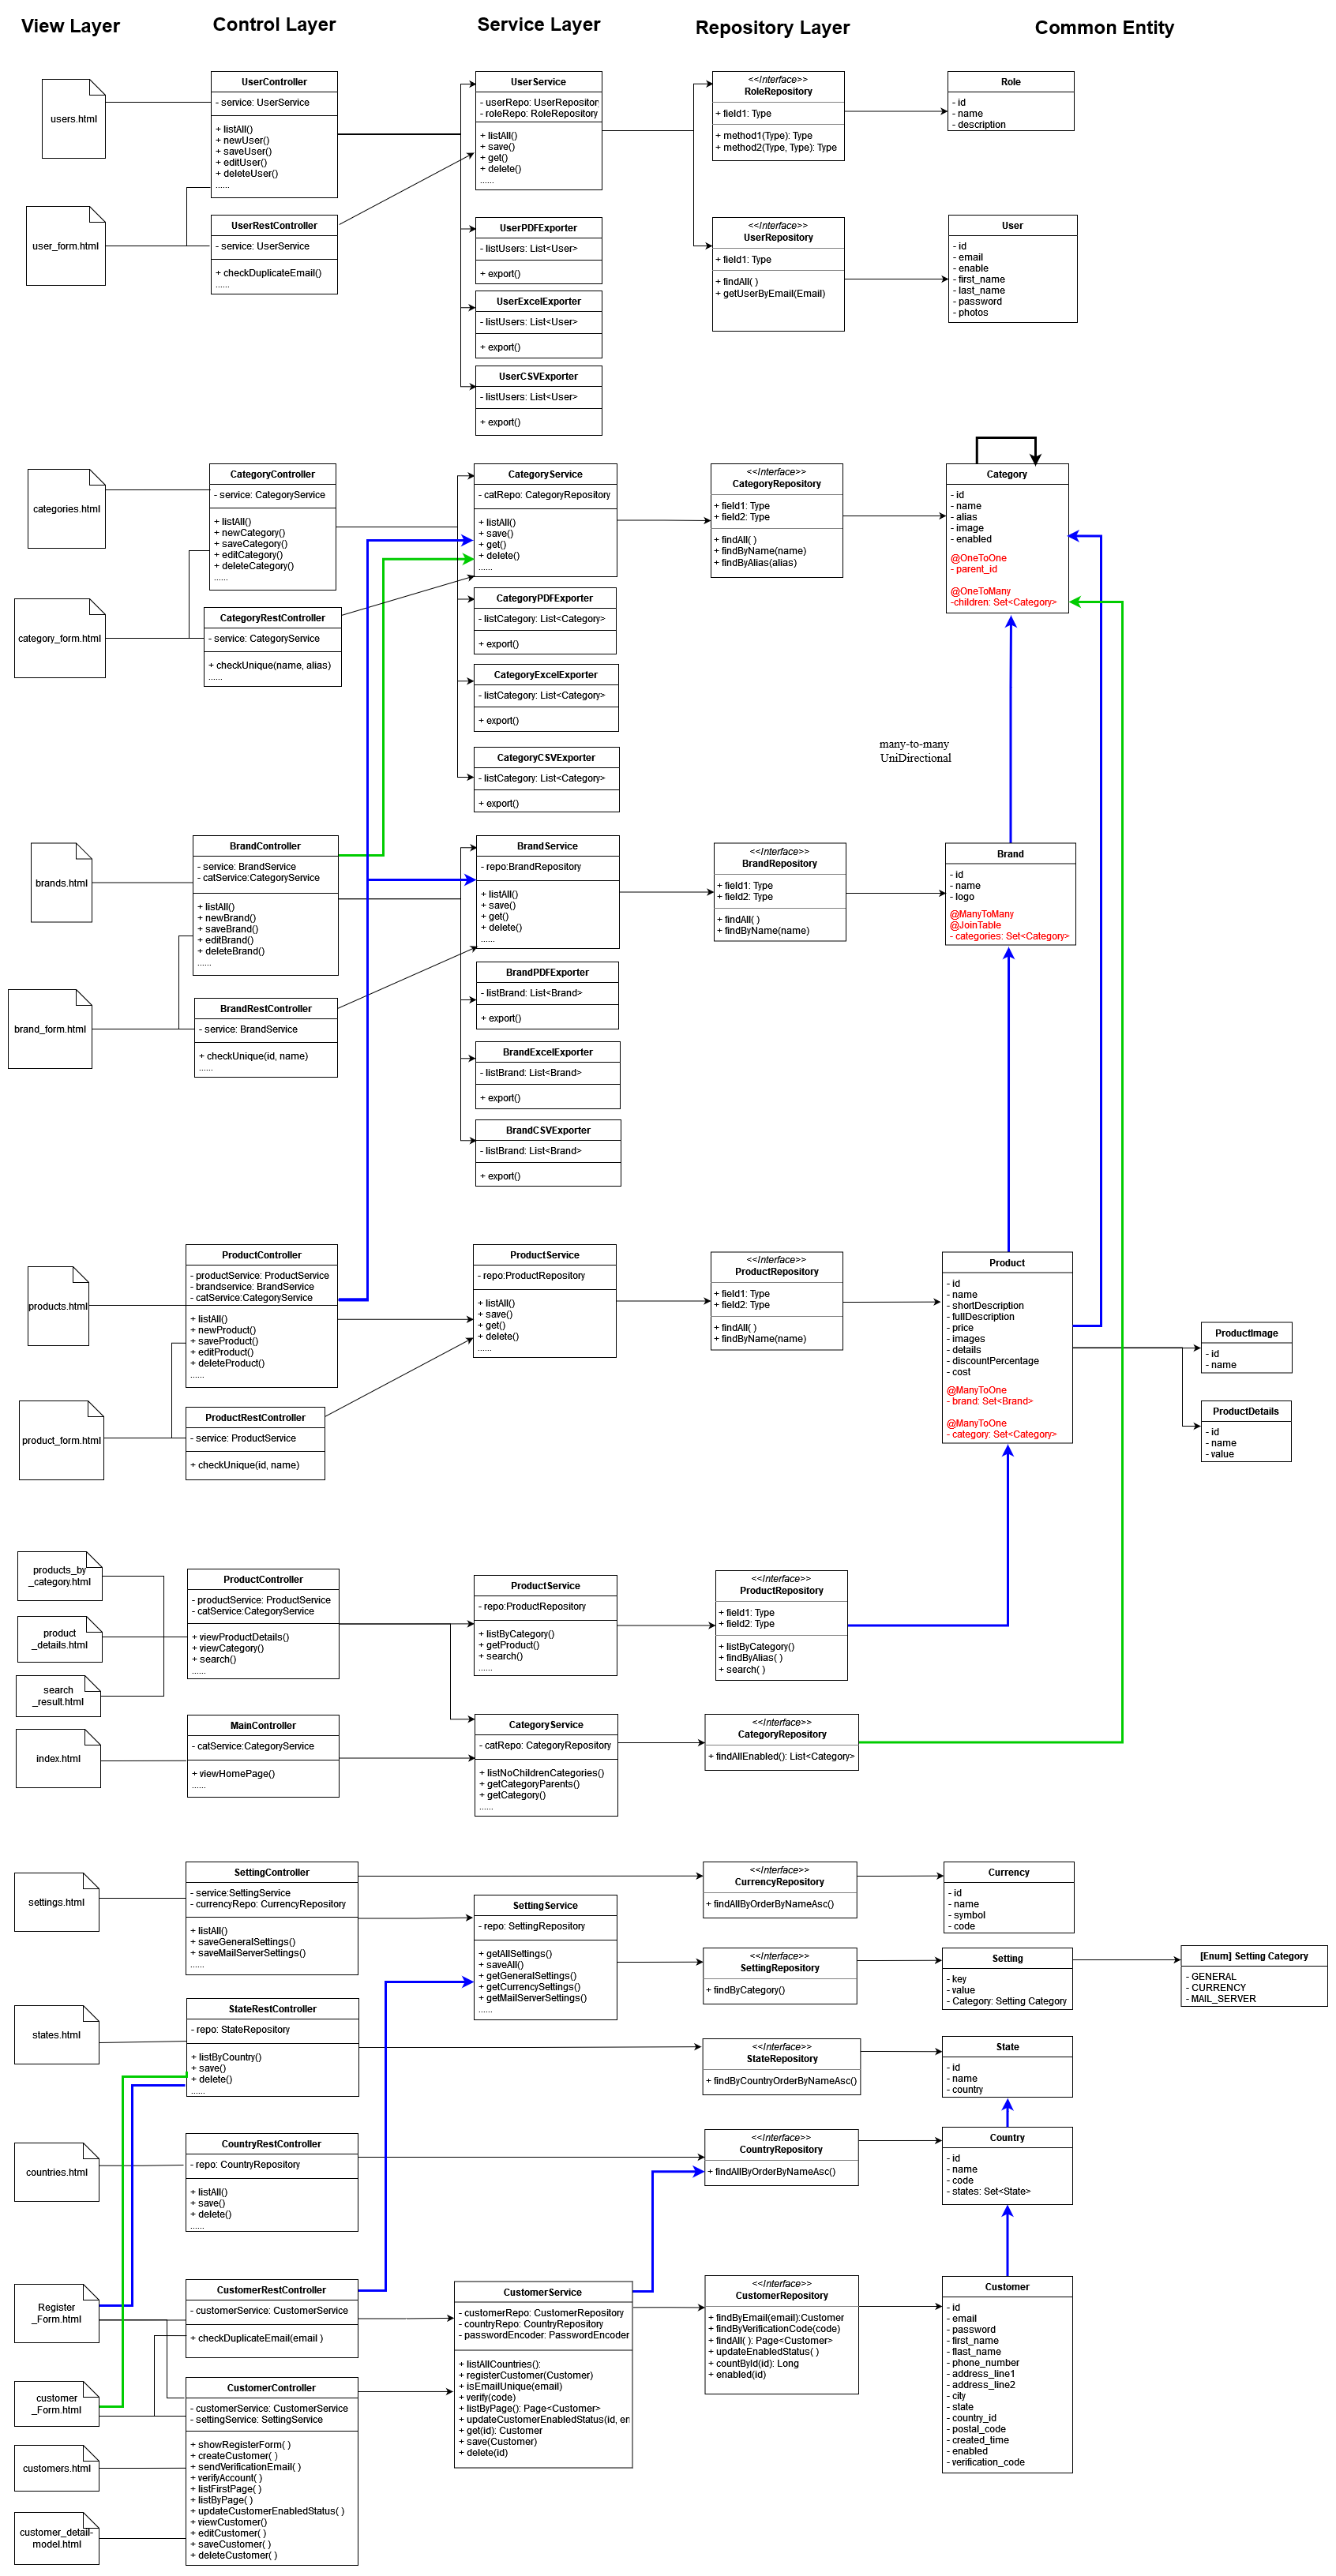 View Layer
Control Layer
Service Layer
Repository Layer
Common Entity
users.html
user_form.html
UserController
- service: UserService
+ listAll()
+ newUser()
+ saveUser()
+ editUser()
+ deleteUser()
......
UserRestController
- service: UserService
+ checkDuplicateEmail()
......
UserService
- userRepo: UserRepository
- roleRepo: RoleRepository
+ listAll()
+ save()
+ get()
+ delete()
......
UserPDFExporter
- listUsers: List<User>
+ export()
UserExcelExporter
- listUsers: List<User>
+ export()
UserCSVExporter
- listUsers: List<User>
+ export()
<<Interface>>
RoleRepository
+ field1: Type
+ method1(Type): Type
+ method2(Type, Type): Type
<<Interface>>
UserRepository
+ field1: Type
+ findAll( )
+ getUserByEmail(Email)
Role
- id
- name
- description
User
- id
- email
- enable
- first_name
- last_name
- password
- photos
categories.html
category_form.html
CategoryController
- service: CategoryService
+ listAll()
+ newCategory()
+ saveCategory()
+ editCategory()
+ deleteCategory()
......
CategoryRestController
- service: CategoryService
+ checkUnique(name, alias)
......
CategoryService
- catRepo: CategoryRepository
+ listAll()
+ save()
+ get()
+ delete()
......
CategoryPDFExporter
- listCategory: List<Category>
+ export()
CategoryExcelExporter
- listCategory: List<Category>
+ export()
CategoryCSVExporter
- listCategory: List<Category>
+ export()
<<Interface>>
CategoryRepository
+ field1: Type
+ field2: Type
+ findAll( )
+ findByName(name)
+ findByAlias(alias)
Category
- id
- name
- alias
- image
- enabled
@OneToOne
- parent_id
@OneToMany
-children: Set<Category>
many-to-many
UniDirectional
brands.html
brand_form.html
BrandController
- service: BrandService
- catService:CategoryService
+ listAll()
+ newBrand()
+ saveBrand()
+ editBrand()
+ deleteBrand()
......
BrandRestController
- service: BrandService
+ checkUnique(id, name)
......
BrandService
- repo:BrandRepository
+ listAll()
+ save()
+ get()
+ delete()
......
BrandPDFExporter
- listBrand: List<Brand>
+ export()
BrandExcelExporter
- listBrand: List<Brand>
+ export()
BrandCSVExporter
- listBrand: List<Brand>
+ export()
<<Interface>>
BrandRepository
+ field1: Type
+ field2: Type
+ findAll( )
+ findByName(name)
Brand
- id
- name
- logo
@ManyToMany
@JoinTable
- categories: Set<Category>
products.html
product_form.html
ProductController
- productService: ProductService
- brandservice: BrandService
- catService:CategoryService
+ listAll()
+ newProduct()
+ saveProduct()
+ editProduct()
+ deleteProduct()
......
ProductRestController
- service: ProductService
+ checkUnique(id, name)
ProductService
- repo:ProductRepository
+ listAll()
+ save()
+ get()
+ delete()
......
<<Interface>>
ProductRepository
+ field1: Type
+ field2: Type
+ findAll( )
+ findByName(name)
Product
- id
- name
- shortDescription
- fullDescription
- price
- images
- details
- discountPercentage
- cost
@ManyToOne
- brand: Set<Brand>
@ManyToOne
- category: Set<Category>
ProductImage
- id
- name
ProductDetails
- id
- name
- value
products_by
_category.html
product
_details.html
search
_result.html
index.html
ProductController
- productService: ProductService
- catService:CategoryService
+ viewProductDetails()
+ viewCategory()
+ search()
......
MainController
- catService:CategoryService
+ viewHomePage()
......
ProductService
- repo:ProductRepository
+ listByCategory()
+ getProduct()
+ search()
......
CategoryService
- catRepo: CategoryRepository
+ listNoChildrenCategories()
+ getCategoryParents()
+ getCategory()
......
<<Interface>>
ProductRepository
+ field1: Type
+ field2: Type
+ listByCategory()
+ findByAlias( )
+ search( )
<<Interface>>
CategoryRepository
+ findAllEnabled(): List<Category>
settings.html
states.html
countries.html
SettingController
- service:SettingService
- currencyRepo: CurrencyRepository
+ listAll()
+ saveGeneralSettings()
+ saveMailServerSettings()
......
StateRestController
- repo: StateRepository
+ listByCountry()
+ save()
+ delete()
......
CountryRestController
- repo: CountryRepository
+ listAll()
+ save()
+ delete()
......
SettingService
- repo: SettingRepository
+ getAllSettings()
+ saveAll()
+ getGeneralSettings()
+ getCurrencySettings()
+ getMailServerSettings()
......
<<Interface>>
CurrencyRepository
+ findAllByOrderByNameAsc()
<<Interface>>
SettingRepository
+ findByCategory()
<<Interface>>
StateRepository
+ findByCountryOrderByNameAsc()
<<Interface>>
CountryRepository
+ findAllByOrderByNameAsc()
Currency
- id
- name
- symbol
- code
Setting
- key
- value
- Category: Setting Category
[Enum] Setting Category
- GENERAL
- CURRENCY
- MAIL_SERVER
State
- id
- name
- country
Country
- id
- name
- code
- states: Set<State>
Register
_Form.html
customer
_Form.html
customers.html
customer_detail-
model.html
CustomerRestController
- customerService: CustomerService
+ checkDuplicateEmail(email )
CustomerController
- customerService: CustomerService
- settingService: SettingService
+ showRegisterForm( )
+ createCustomer( )
+ sendVerificationEmail( )
+ verifyAccount( )
+ listFirstPage( )
+ listByPage( )
+ updateCustomerEnabledStatus( )
+ viewCustomer()
+ editCustomer( )
+ saveCustomer( )
+ deleteCustomer( )
CustomerService
- customerRepo: CustomerRepository
- countryRepo: CountryRepository
- passwordEncoder: PasswordEncoder
+ listAllCountries():
+ registerCustomer(Customer)
+ isEmailUnique(email)
+ verify(code)
+ listByPage(): Page<Customer>
+ updateCustomerEnabledStatus(id, en
+ get(id): Customer
+ save(Customer)
+ delete(id)
<<Interface>>
CustomerRepository
+ findByEmail(email):Customer
+ findByVerificationCode(code)
+ findAll( ): Page<Customer>
+ updateEnabledStatus( )
+ countById(id): Long
+ enabled(id)
Customer
- id
- email
- password
- first_name
- flast_name
- phone_number
- address_line1
- address_line2
- city
- state
- country_id
- postal_code
- created_time
- enabled
- verification_code